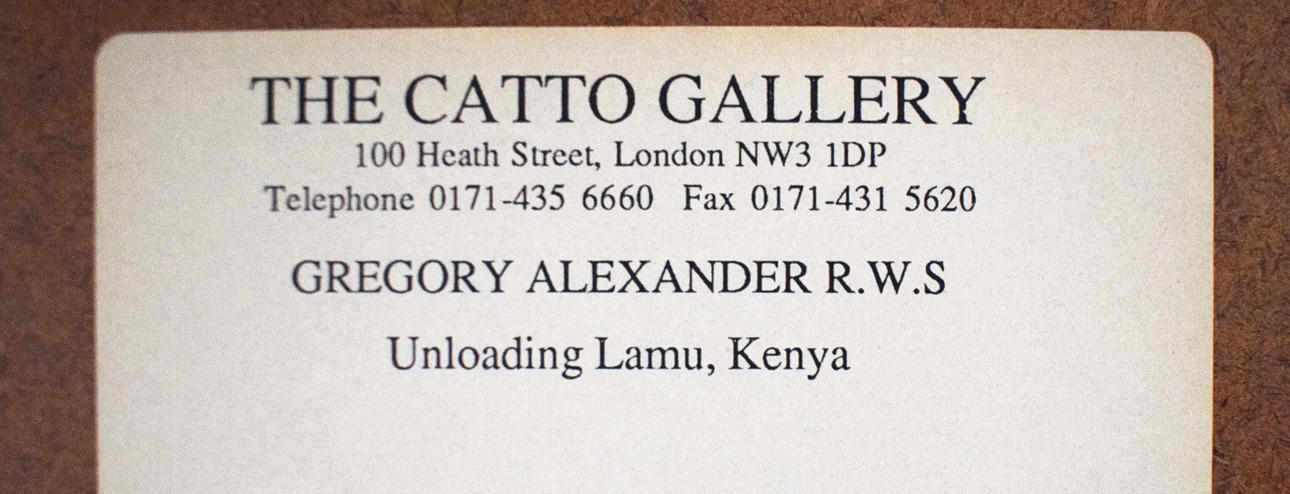 THE CATTO GALLERY
100 Heath Street, London NW3 1DP
Telephone 0171-435 6660 Fax 0171-431 5620
GREGORY ALEXANDER R.W.S
Unloading Lamu, Kenya